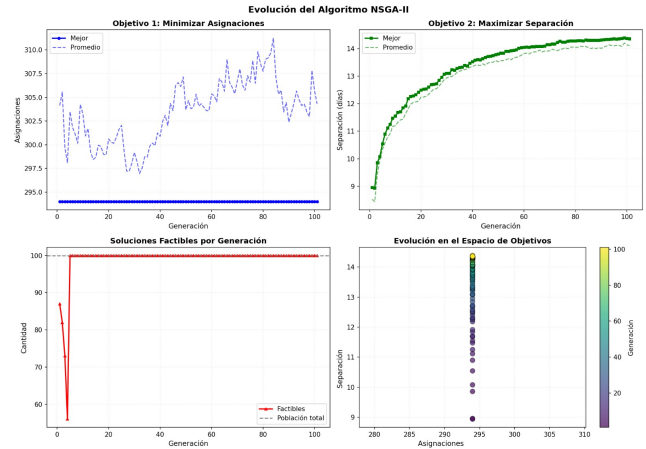 Evolución del Algoritmo NSGA-II
Objetivo 1: Minimizar Asignaciones
Mejor
Promedio
Asignaciones
310.0
307.5
305.0
302.5
300.0
297.5
295.0
0 20 40 60 80 100
Generación
Objetivo 2: Maximizar Separación
Mejor
Promedio
Separación (días)
14
13
12
11
10
9
0 20 40 60 80 100
Generación
Soluciones Factibles por Generación
Cantidad
100
90
80
70
60
Factibles
Población total
0 20 40 60 80 100
Generación
Evolución en el Espacio de Objetivos
Separación
14
13
12
11
10
9
280 285 290 295 300 305 310
Asignaciones
100
80
60
40
20
Generación